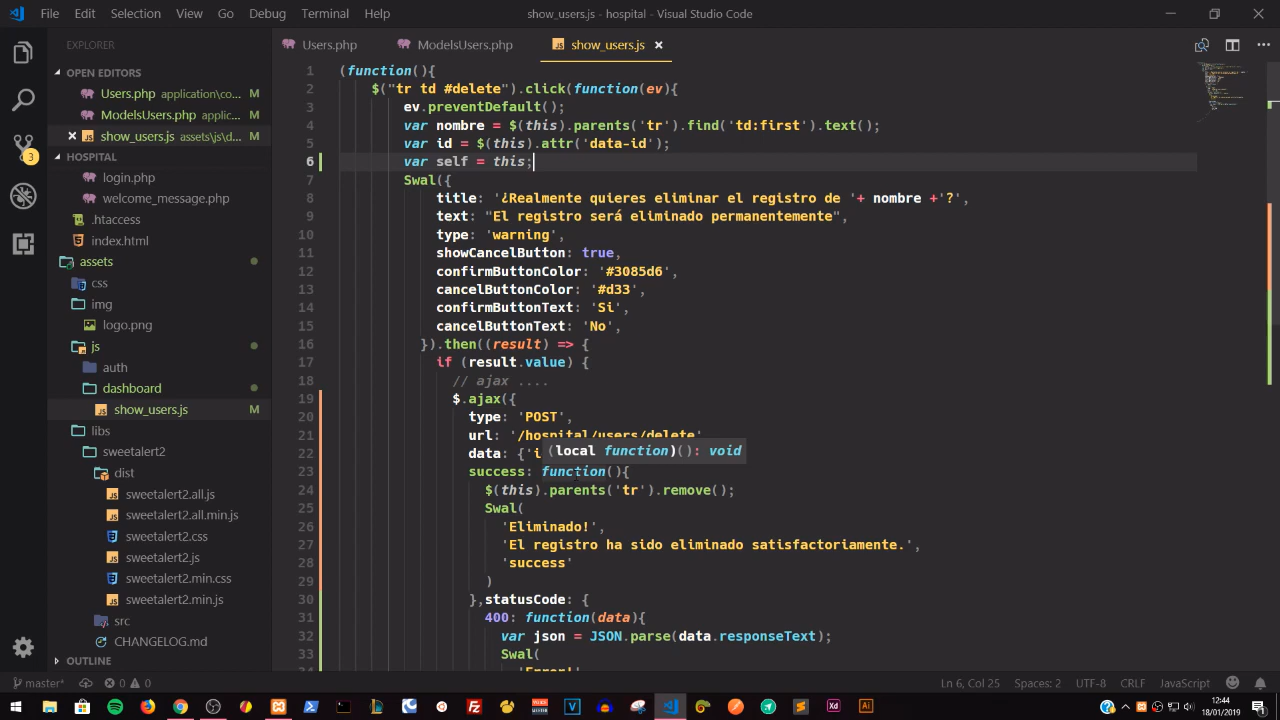 File Edit Selection View Go Debug Terminal Help
show_users.js - hospital - Visual Studio Code
EXPLORER
OPEN EDITORS
Users.php application\co... M
ModelsUsers.php applic... M
show_users.js assets\js\d... M
HOSPITAL
login.php
welcome_message.php
.htaccess
index.html
assets
css
img
logo.png
js
auth
dashboard
show_users.js M
libs
sweetalert2
dist
sweetalert2.all.js
sweetalert2.all.min.js
sweetalert2.css
sweetalert2.js
sweetalert2.min.css
sweetalert2.min.js
src
CHANGELOG.md
OUTLINE
3
Users.php ModelsUsers.php show_users.js
1 (function(){
2 $("tr td #delete").click(function(ev){
3 ev.preventDefault();
4 var nombre = $(this).parents('tr').find('td:first').text();
5 var id = $(this).attr('data-id');
6 var self = this;
7 Swal({
8 title: '¿Realmente quieres eliminar el registro de '+ nombre +'?',
9 text: "El registro será eliminado permanentemente",
10 type: 'warning',
11 showCancelButton: true,
12 confirmButtonColor: '#3085d6',
13 cancelButtonColor: '#d33',
14 confirmButtonText: 'Si',
15 cancelButtonText: 'No',
16 }).then((result) => {
17 if (result.value) {
18 // ajax ....
19 $.ajax({
20 type: 'POST',
21 url: '/hospital/users/delete',
22 data: {'i
(local function)(): void
23 success: function(){
24 $(this).parents('tr').remove();
25 Swal(
26 'Eliminado!',
27 'El registro ha sido eliminado satisfactoriamente.',
28 'success'
29 )
30 },statusCode: {
31 400: function(data){
32 var json = JSON.parse(data.responseText);
33 Swal(
34 'Error!'
master* 0 0
Ln 6, Col 25 Spaces: 2 UTF-8 CRLF JavaScript
12:44
18/01/2019